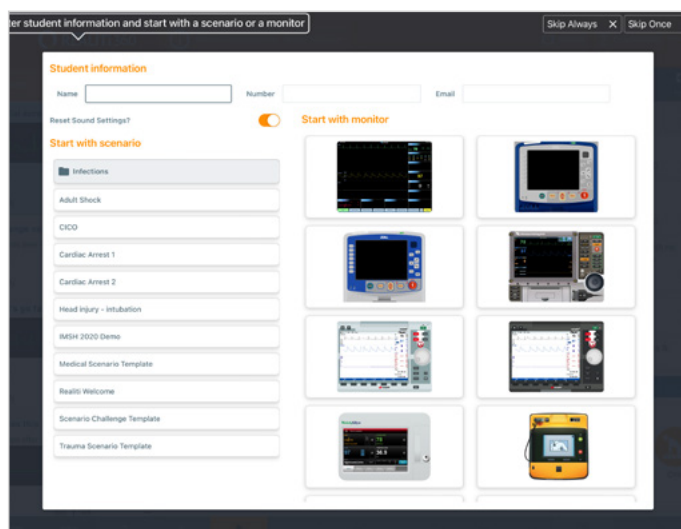 ter student information and start with a scenario or a monitor
Skip Always X Skip Once
Student information
Name Number Email
Reset Sound Settings?
Start with monitor
Start with scenario
Infections
Adult Shock
CICO
Cardiac Arrest 1
Cardiac Arrest 2
Head injury - intubation
IMSH 2020 Demo
Medical Scenario Template
Realiti Welcome
Scenario Challenge Template
Trauma Scenario Template